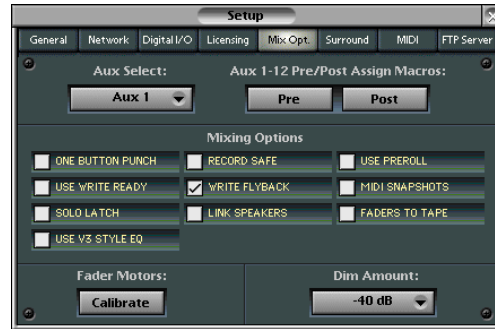 Setup
General Network Digital I/O Licensing Mix Opt. Surround MIDI FTP Server
Aux Select: Aux 1-12 Pre/Post Assign Macros:
Aux 1 Pre Post
Mixing Options
ONE BUTTON PUNCH RECORD SAFE USE PREROLL
USE WRITE READY WRITE FLYBACK MIDI SNAPSHOTS
SOLO LATCH LINK SPEAKERS FADERS TO TAPE
USE V3 STYLE EQ
Fader Motors: Dim Amount:
Calibrate -40 dB